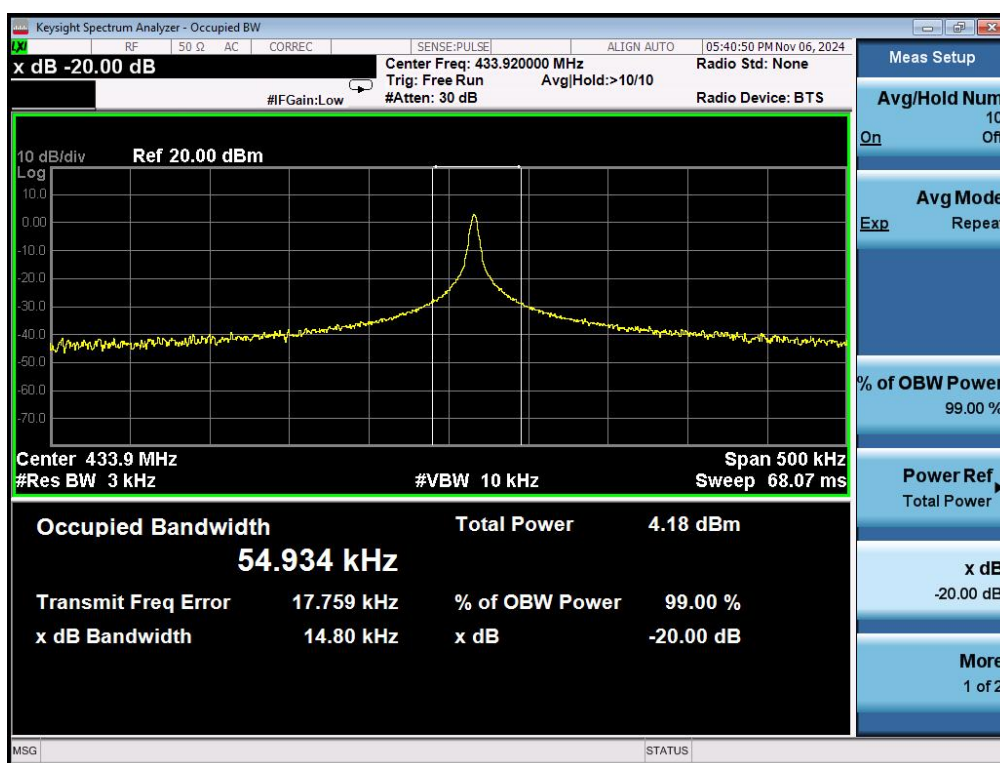 Keysight Spectrum Analyzer - Occupied BW
LXI RF 50 Ω AC CORREC SENSE:PULSE ALIGN AUTO 05:40:50 PM Nov 06, 2024
x dB -20.00 dB
Center Freq: 433.920000 MHz Radio Std: None
Trig: Free Run Avg|Hold:>10/10
#IFGain:Low #Atten: 30 dB Radio Device: BTS
10 dB/div Ref 20.00 dBm
Log
10.0
0.00
-10.0
-20.0
-30.0
-40.0
-50.0
-60.0
-70.0
Center 433.9 MHz Span 500 kHz
#Res BW 3 kHz #VBW 10 kHz Sweep 68.07 ms
Occupied Bandwidth Total Power 4.18 dBm
54.934 kHz
Transmit Freq Error 17.759 kHz % of OBW Power 99.00 %
x dB Bandwidth 14.80 kHz x dB -20.00 dB
MSG STATUS
Meas Setup
Avg/Hold Num
10
On Off
Avg Mode
Exp Repeat
% of OBW Power
99.00 %
Power Ref
Total Power
x dB
-20.00 dB
More
1 of 2